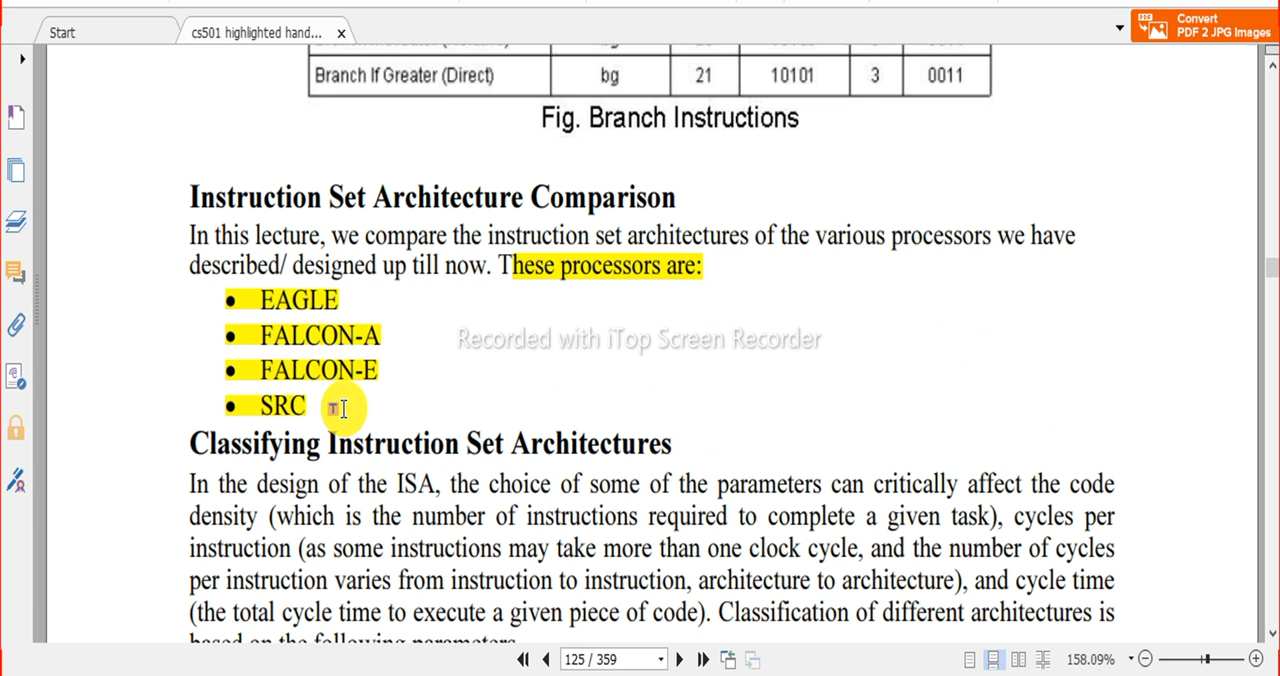 Start
cs501 highlighted hand... x
Convert
PDF 2 JPG Images
Branch If Greater (Direct) bg 21 10101 3 0011
Fig. Branch Instructions
Instruction Set Architecture Comparison
In this lecture, we compare the instruction set architectures of the various processors we have
described/ designed up till now. These processors are:
• EAGLE
• FALCON-A
Recorded with iTop Screen Recorder
• FALCON-E
• SRC
Classifying Instruction Set Architectures
In the design of the ISA, the choice of some of the parameters can critically affect the code
density (which is the number of instructions required to complete a given task), cycles per
instruction (as some instructions may take more than one clock cycle, and the number of cycles
per instruction varies from instruction to instruction, architecture to architecture), and cycle time
(the total cycle time to execute a given piece of code). Classification of different architectures is
based on the following parameters
125 / 359
158.09%